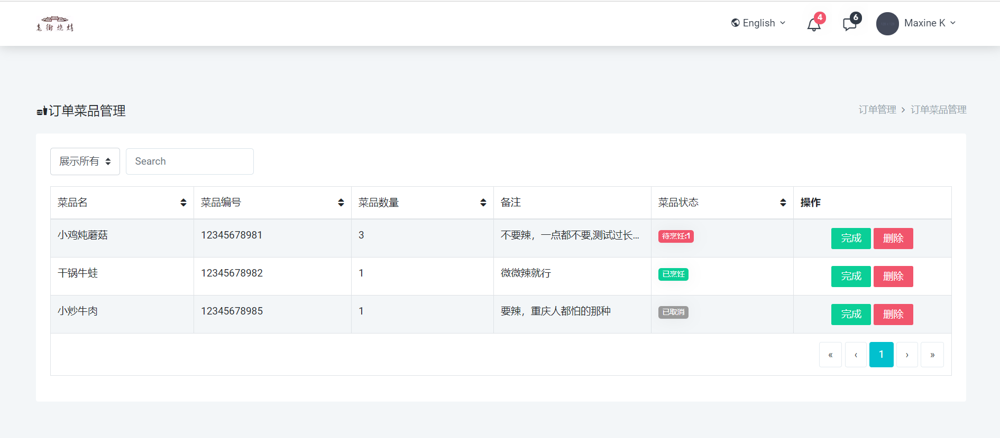 老街烧烤
English
4
6
Maxine K
订单菜品管理
订单管理 > 订单菜品管理
展示所有
Search
菜品名 菜品编号 菜品数量 备注 菜品状态 操作
小鸡炖蘑菇 12345678981 3 不要辣，一点都不要,测试过长... 待烹饪:1 完成 删除
干锅牛蛙 12345678982 1 微微辣就行 已烹饪 完成 删除
小炒牛肉 12345678985 1 要辣，重庆人都怕的那种 已取消 完成 删除
« ‹ 1 › »